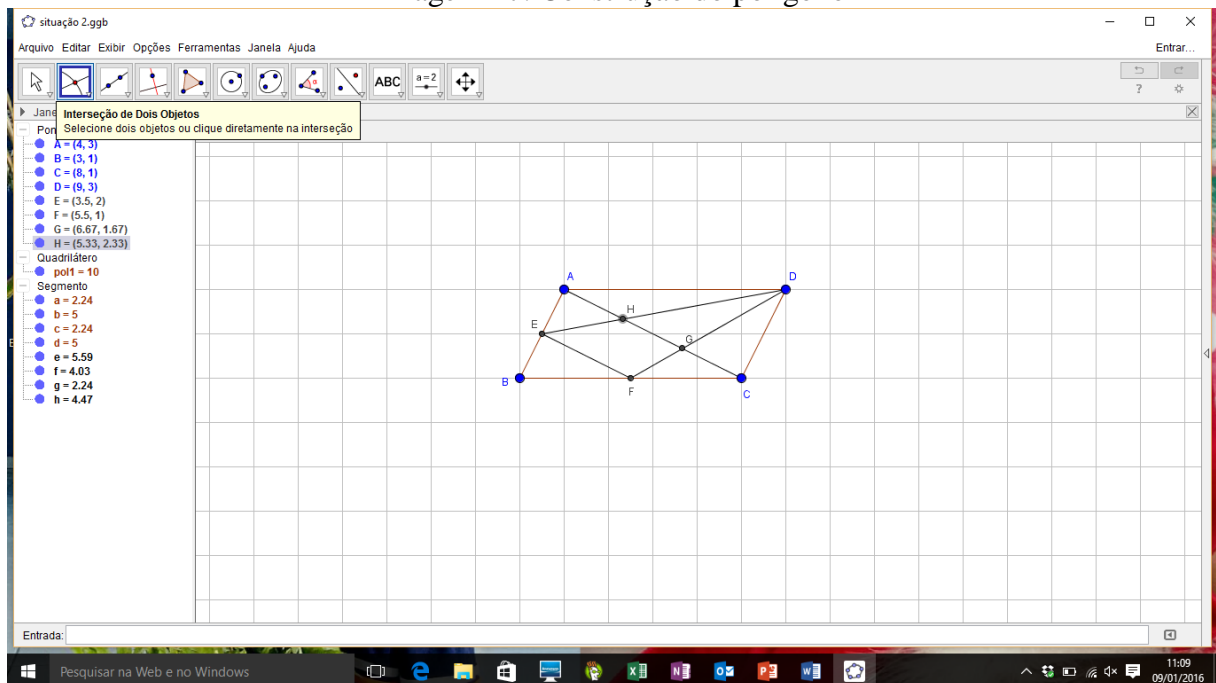 situação 2.ggb
Arquivo Editar Exibir Opções Ferramentas Janela Ajuda
Entrar...
ABC
a=2
?
Interseção de Dois Objetos
Selecione dois objetos ou clique diretamente na interseção
Jane
Pon
A = (4, 3)
B = (3, 1)
C = (8, 1)
D = (9, 3)
E = (3.5, 2)
F = (5.5, 1)
G = (6.67, 1.67)
H = (5.33, 2.33)
Quadrilátero
pol1 = 10
Segmento
a = 2.24
b = 5
c = 2.24
d = 5
e = 5.59
f = 4.03
g = 2.24
h = 4.47
A
D
H
E
G
B
F
C
Entrada:
Pesquisar na Web e no Windows
11:09
09/01/2016